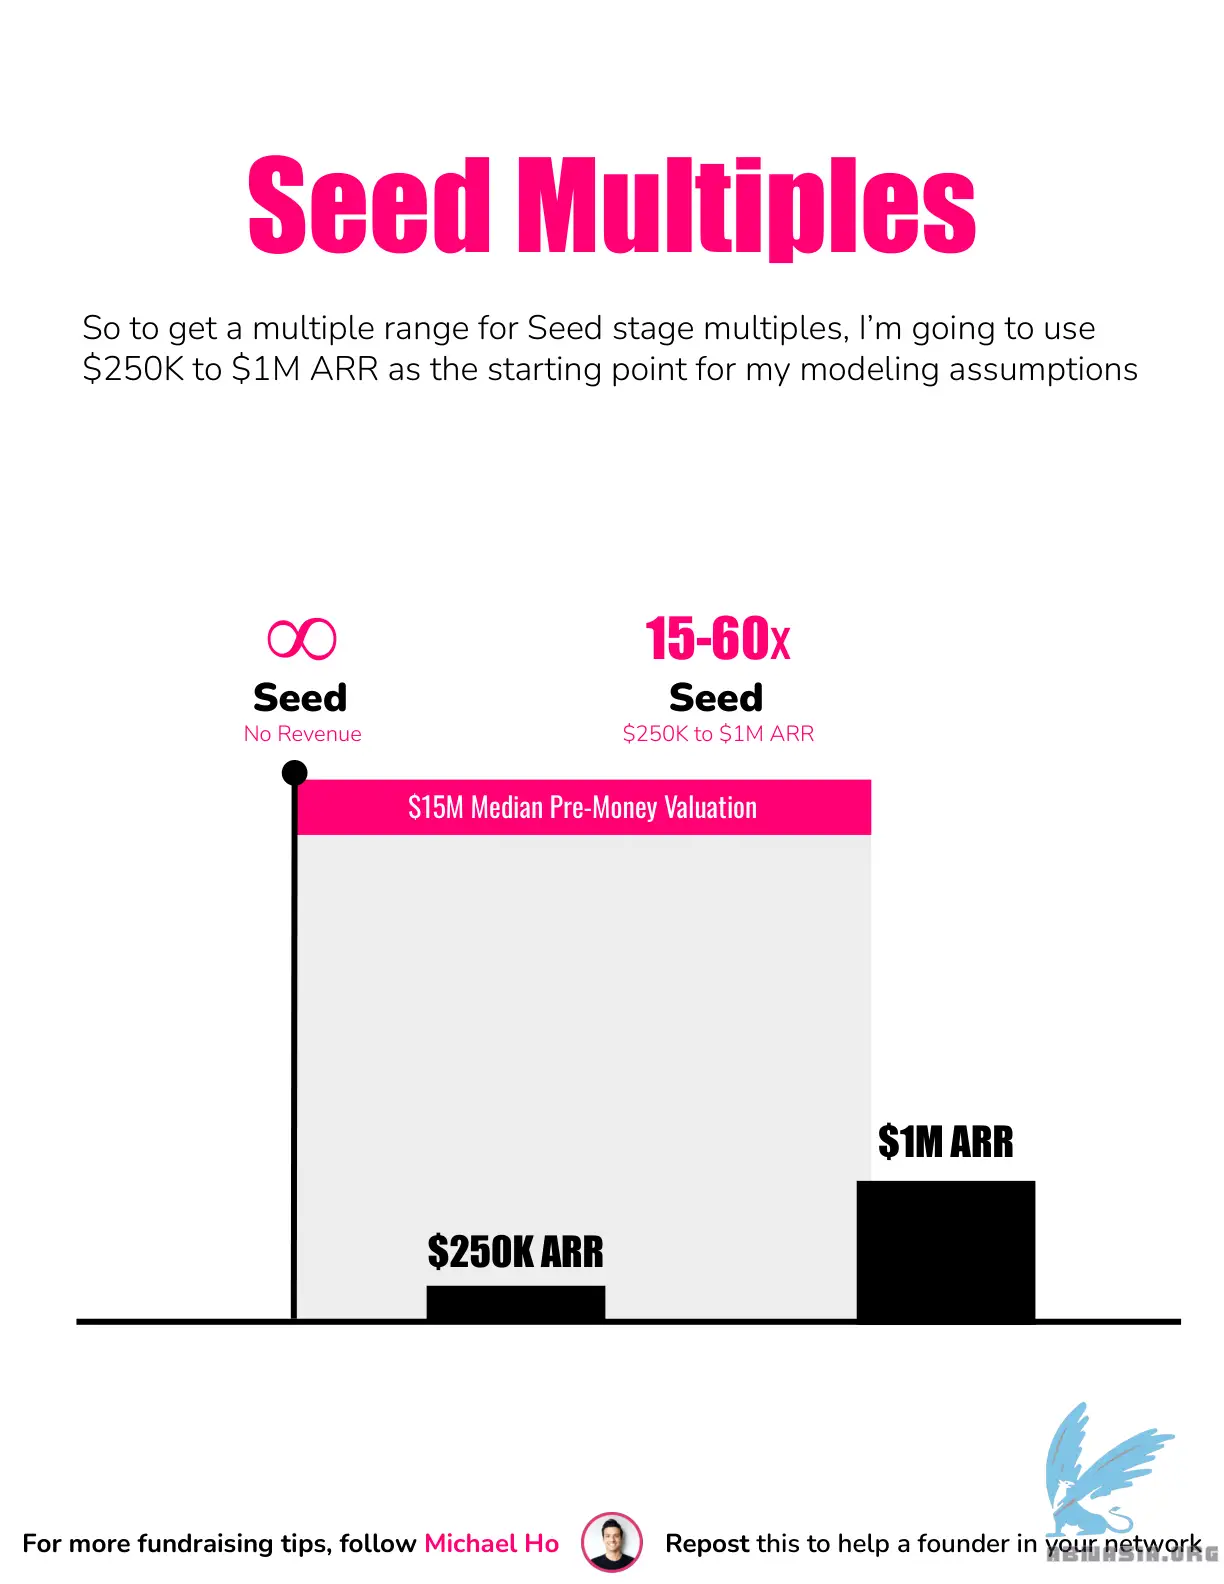 Seed Multiples
So to get a multiple range for Seed stage multiples, I’m going to use
$250K to $1M ARR as the starting point for my modeling assumptions
∞
Seed
No Revenue
15-60x
Seed
$250K to $1M ARR
$15M Median Pre-Money Valuation
$1M ARR
$250K ARR
For more fundraising tips, follow Michael Ho
Repost this to help a founder in your network
ABMASIA.ORG